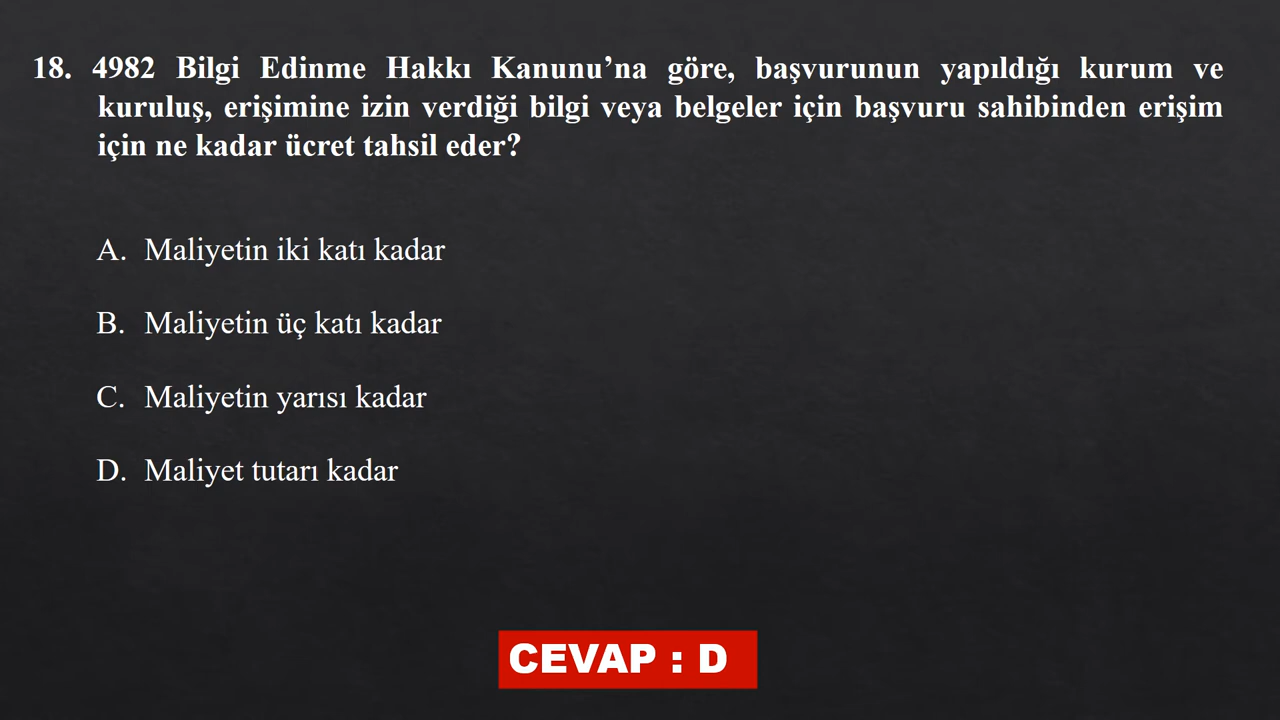 18. 4982 Bilgi Edinme Hakkı Kanunu’na göre, başvurunun yapıldığı kurum ve
kuruluş, erişimine izin verdiği bilgi veya belgeler için başvuru sahibinden erişim
için ne kadar ücret tahsil eder?
A. Maliyetin iki katı kadar
B. Maliyetin üç katı kadar
C. Maliyetin yarısı kadar
D. Maliyet tutarı kadar
CEVAP : D